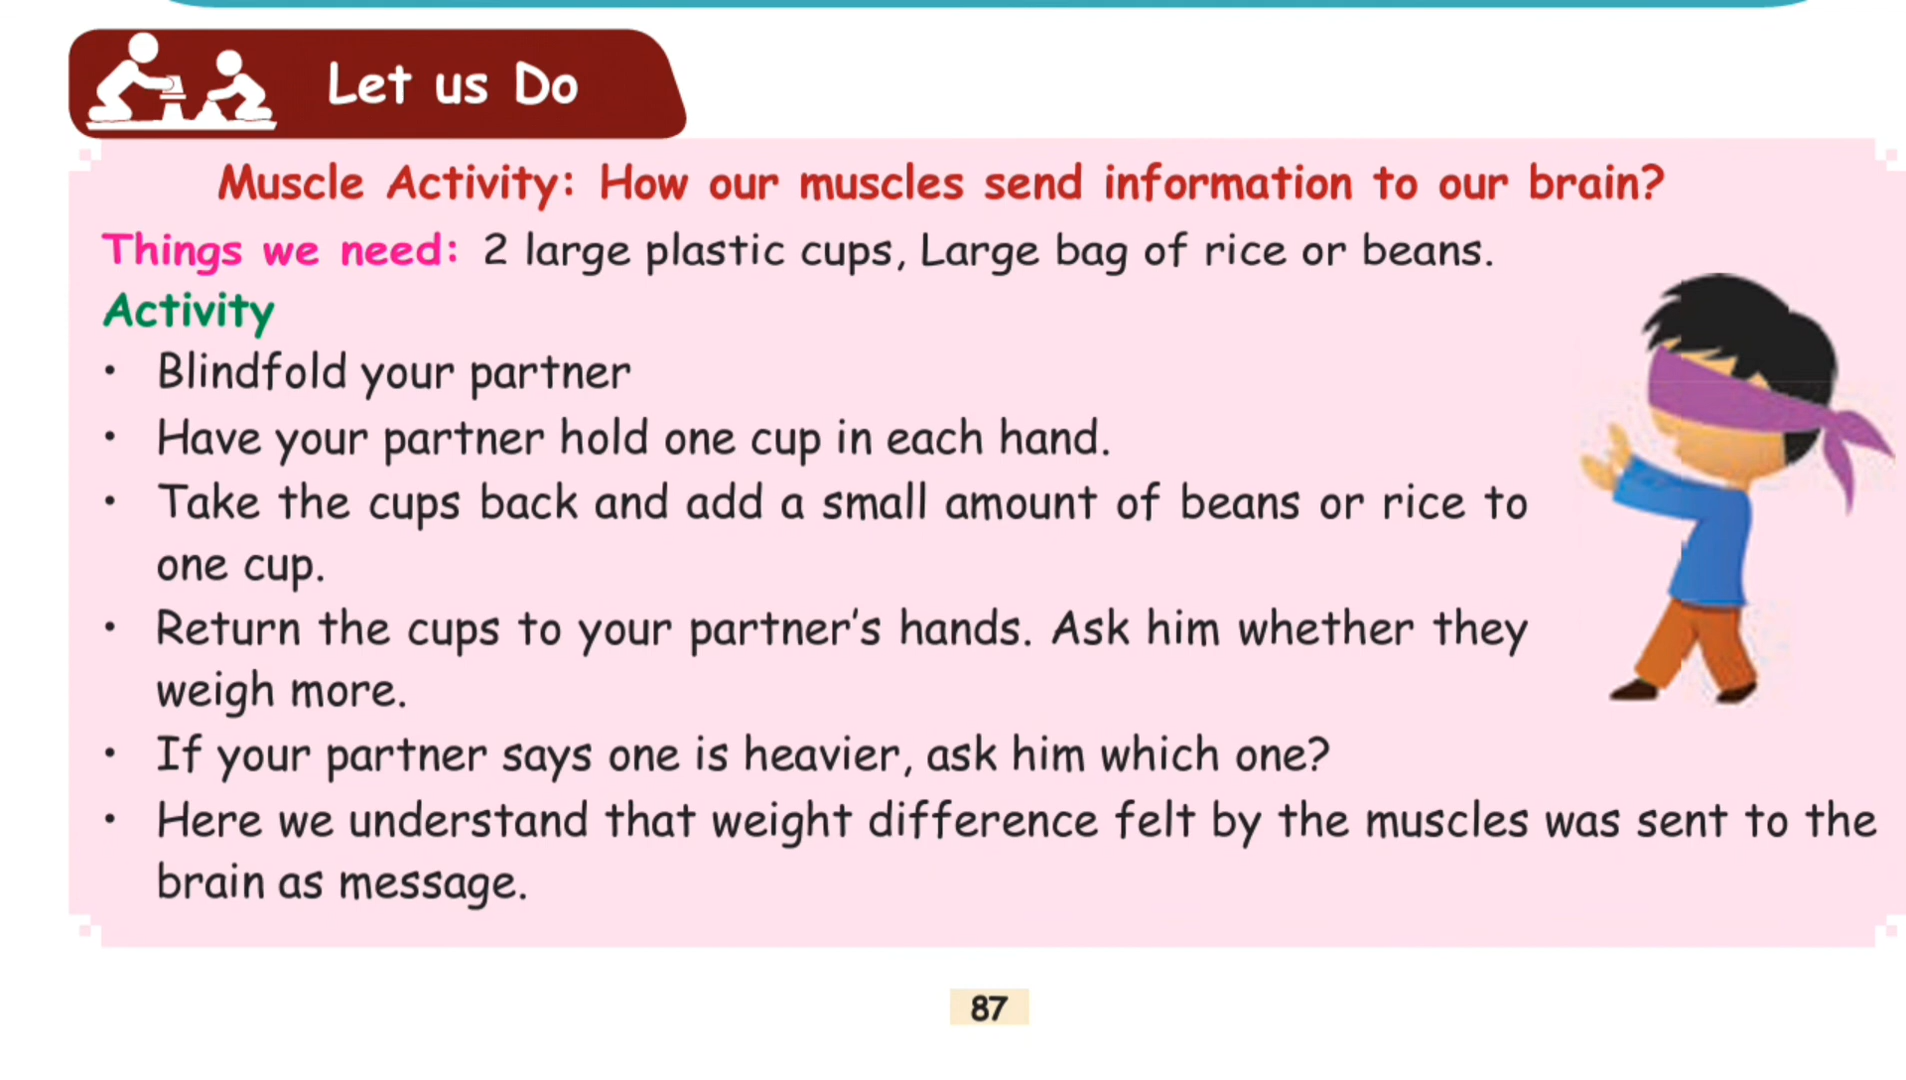 Let us Do
Muscle Activity: How our muscles send information to our brain?
Things we need: 2 large plastic cups, Large bag of rice or beans.
Activity
• Blindfold your partner
• Have your partner hold one cup in each hand.
• Take the cups back and add a small amount of beans or rice to
one cup.
• Return the cups to your partner's hands. Ask him whether they
weigh more.
• If your partner says one is heavier, ask him which one?
• Here we understand that weight difference felt by the muscles was sent to the
brain as message.
87